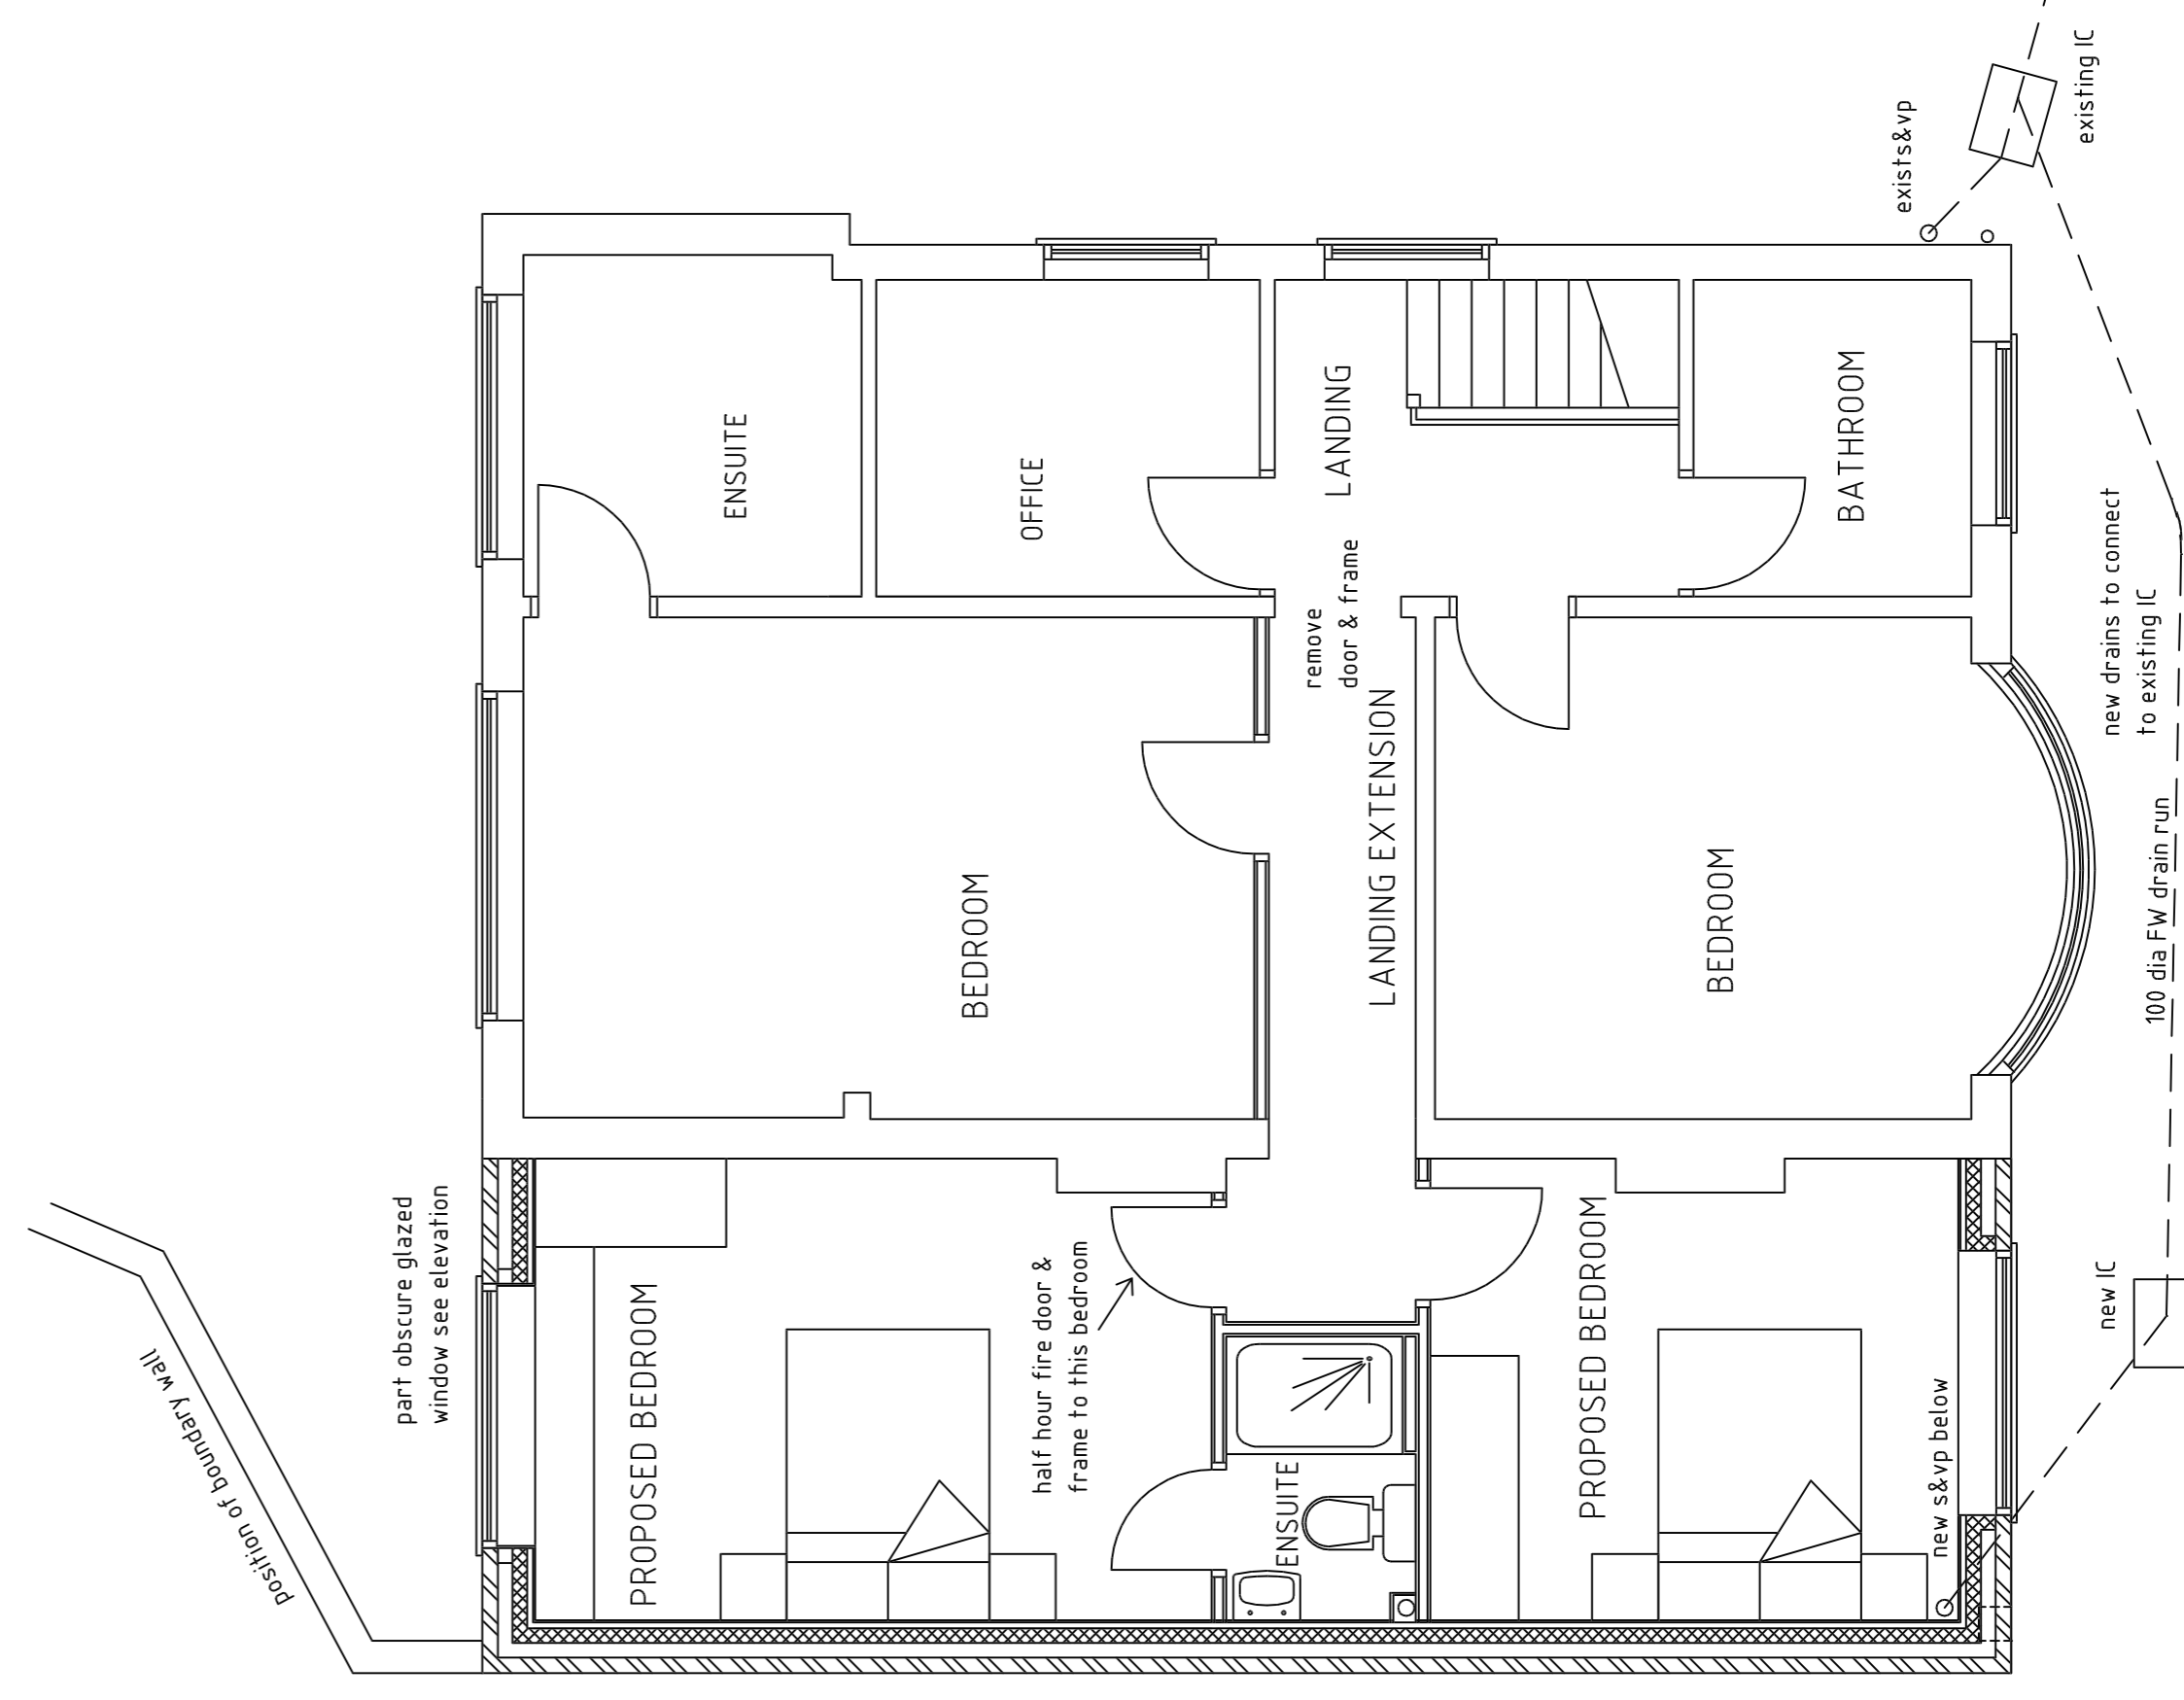 exists&vp
existing IC
ENSUITE
OFFICE
LANDING
BATHROOM
remove
door & frame
new drains to connect
to existing IC
BEDROOM
LANDING EXTENSION
BEDROOM
100 dia FW drain run
part obscure glazed
window see elevation
position of boundary wall
PROPOSED BEDROOM
half hour fire door &
frame to this bedroom
ENSUITE
PROPOSED BEDROOM
new s&vp below
new IC